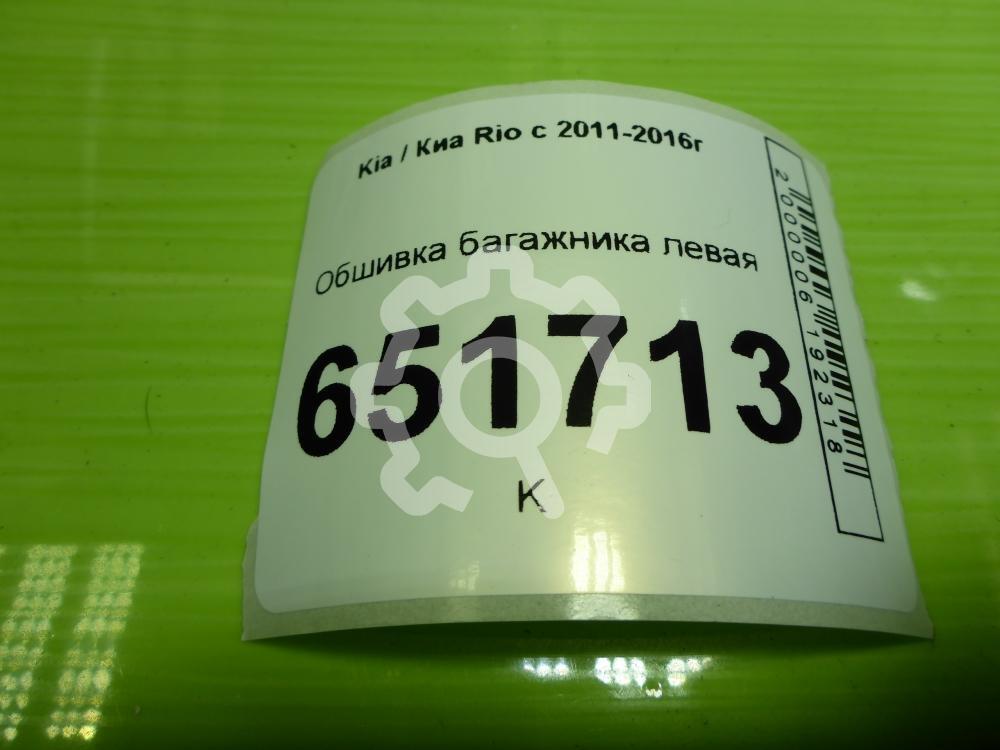 Kia / Киа Rio с 2011-2016г
Обшивка багажника левая
651713
К
2000006192318